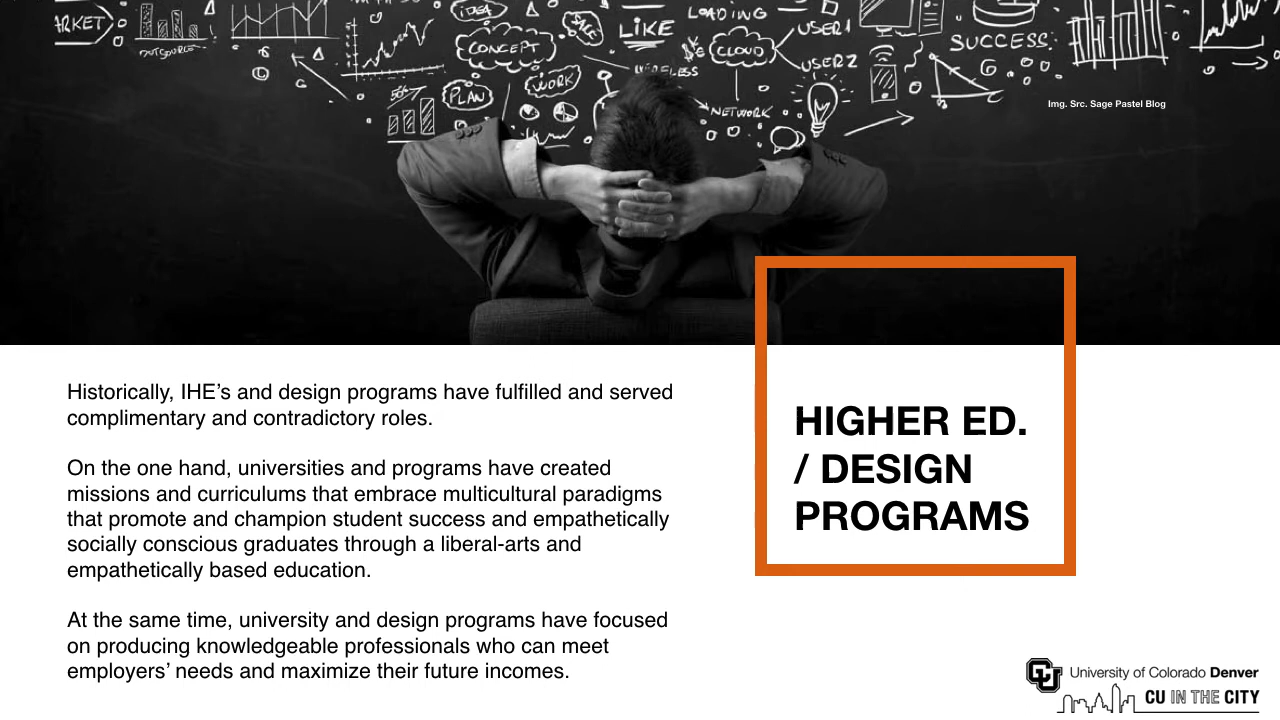 ARKET
OUTSOURCE
IDEA
CONCEPT
LiKE
LOADING
CLOUD
USER1
USER2
SUCCESS:
WORK
PLAN
NETWORK
Img. Src. Sage Pastel Blog
HIGHER ED.
/ DESIGN
PROGRAMS
Historically, IHE’s and design programs have fulfilled and served
complimentary and contradictory roles.
On the one hand, universities and programs have created
missions and curriculums that embrace multicultural paradigms
that promote and champion student success and empathetically
socially conscious graduates through a liberal-arts and
empathetically based education.
At the same time, university and design programs have focused
on producing knowledgeable professionals who can meet
employers’ needs and maximize their future incomes.
CU University of Colorado Denver
CU IN THE CITY